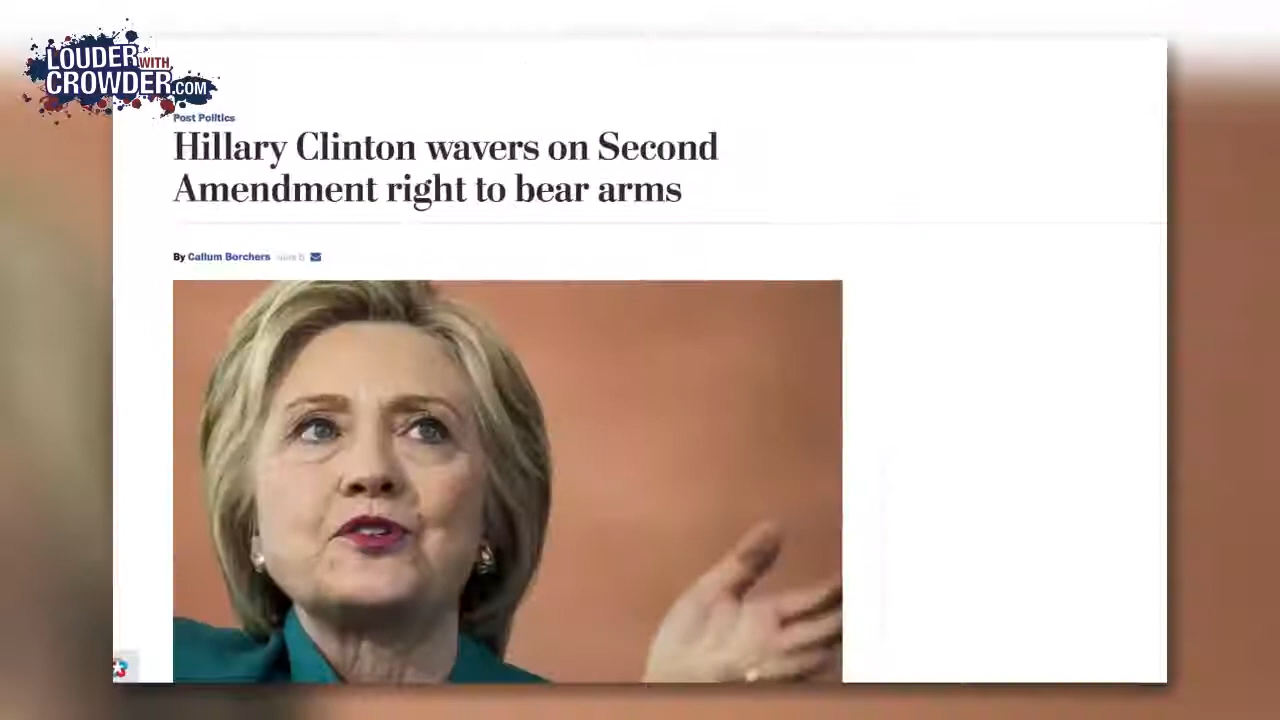 LOUDER WITH
CROWDER.COM
Post Politics
Hillary Clinton wavers on Second
Amendment right to bear arms
By Callum Borchers